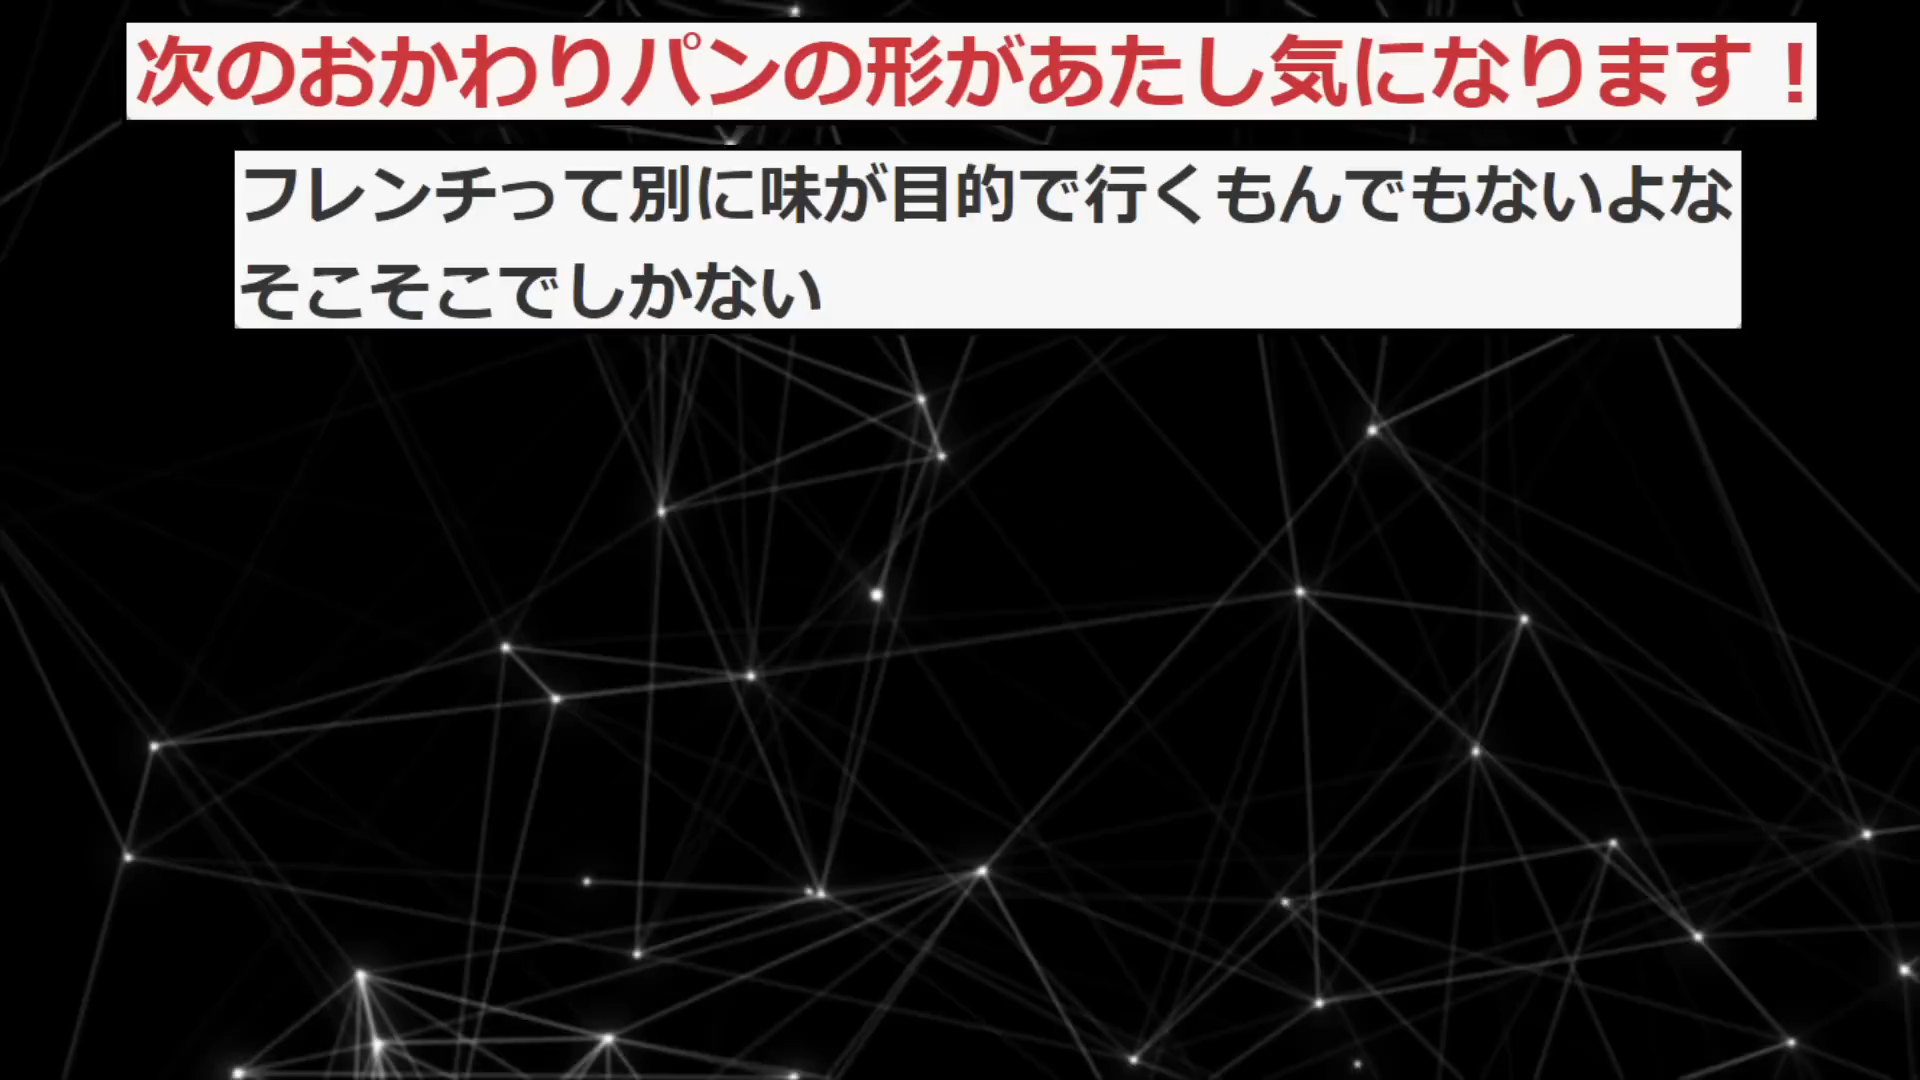 次のおかわりパンの形があたし気になります！
フレンチって別に味が目的で行くもんでもないよな
そこそこでしかない